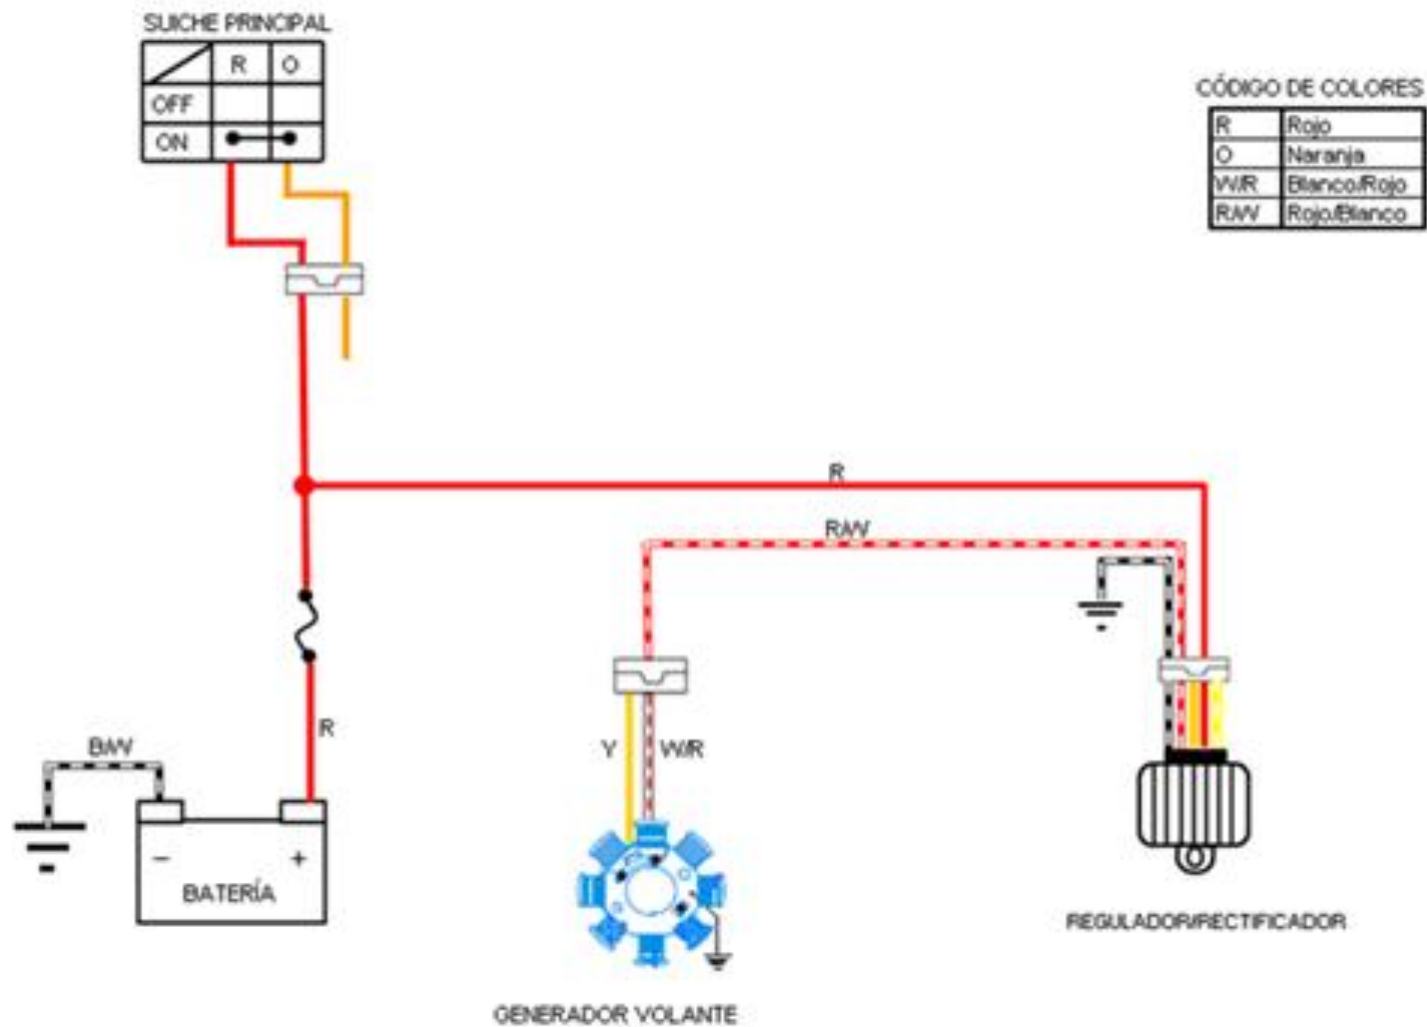 SUICHE PRINCIPAL
R O
OFF
ON
CÓDIGO DE COLORES
R Rojo
O Naranja
W/R Blanco/Rojo
R/W Rojo/Blanco
R
R/W
R
B/W
Y W/R
- +
BATERÍA
REGULADOR/RECTIFICADOR
GENERADOR VOLANTE